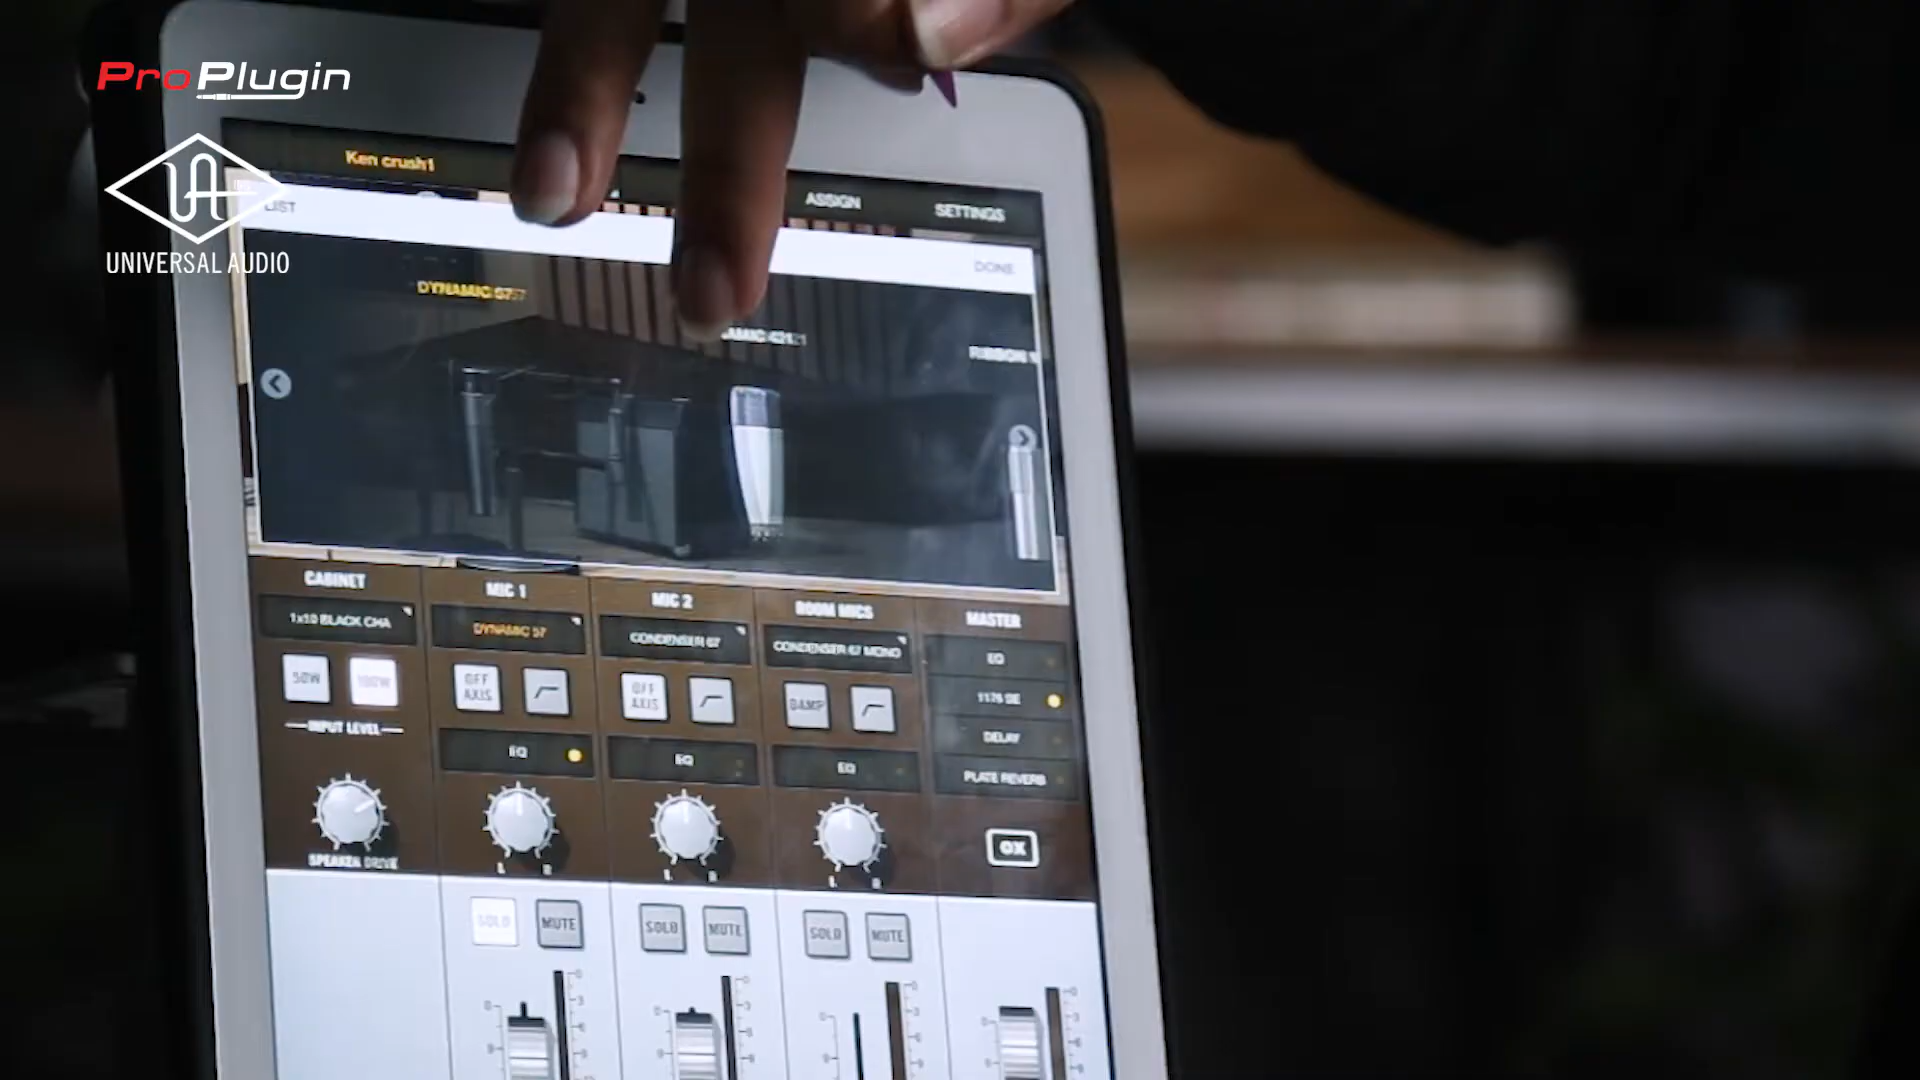 ProPlugin
UA
UNIVERSAL AUDIO
Ken crush1
ASSIGN
SETTINGS
LIST
DONE
DYNAMIC 57
RIBBON
CABINET
MIC 1
MIC 2
ROOM MICS
MASTER
1x10 BLACK CHA
DYNAMIC 57
CONDENSER 67
CONDENSER 67 MONO
EQ
50W
100W
OFF AXIS
OFF AXIS
DAMP
1176 SE
INPUT LEVEL
EQ
EQ
EQ
DELAY
PLATE REVERB
SPEAKER DRIVE
L R
L R
L R
OX
SOLO MUTE
SOLO MUTE
SOLO MUTE